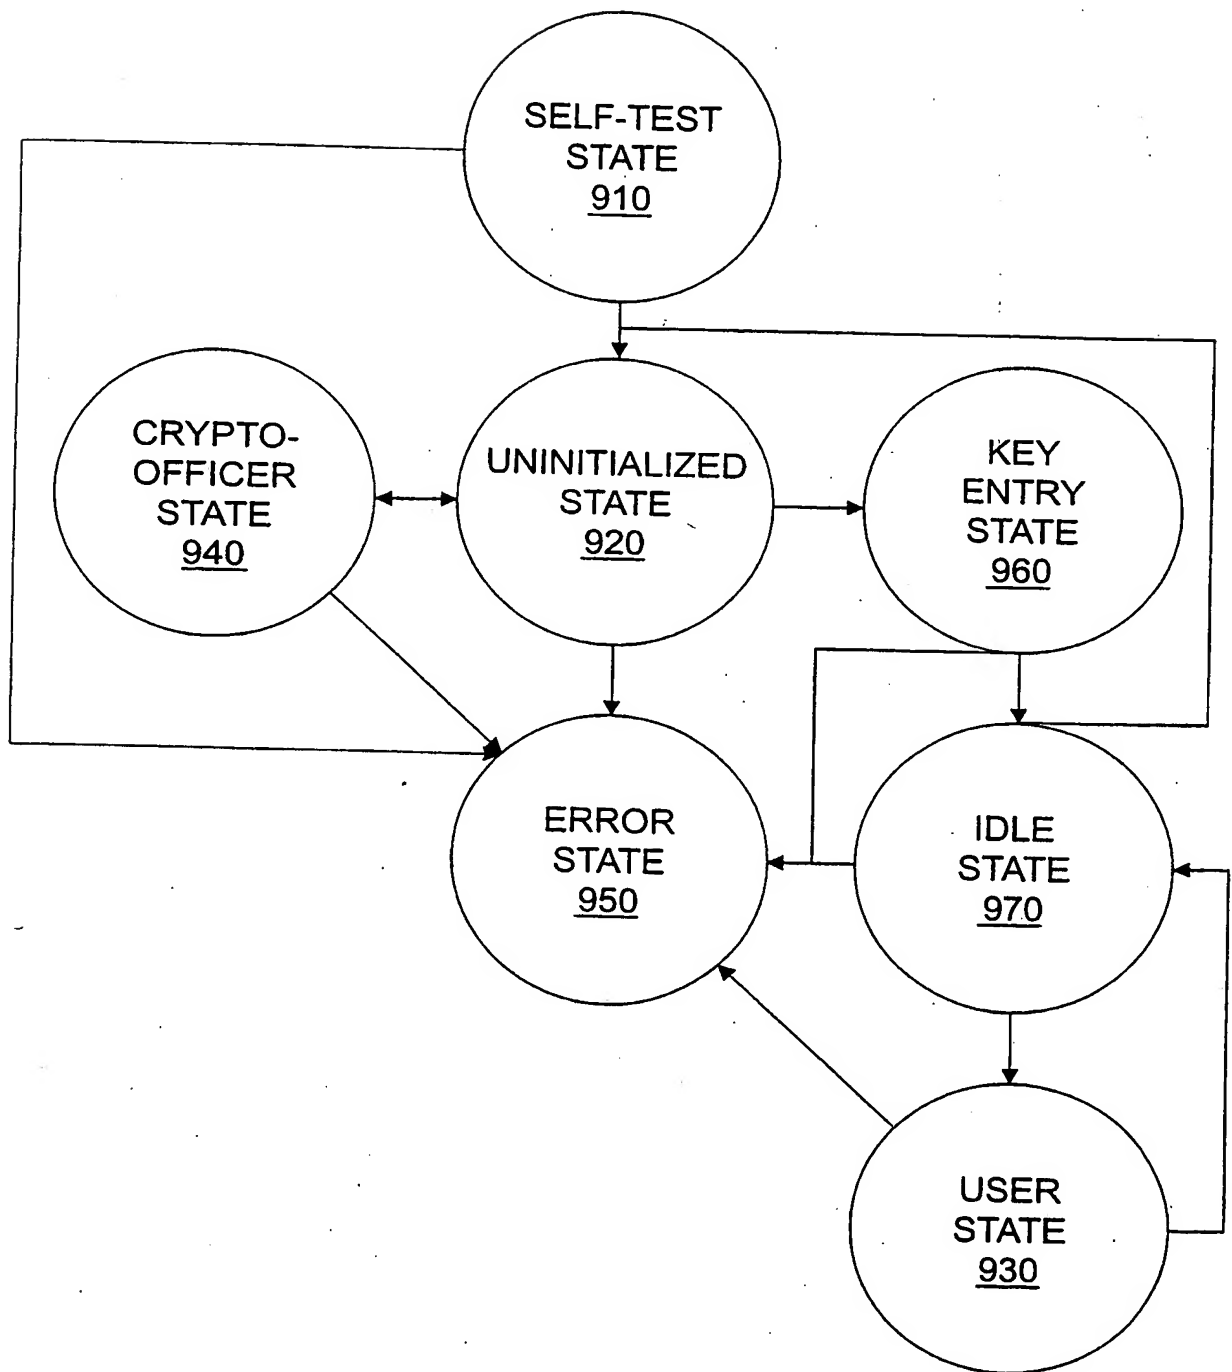 SELF-TEST
STATE
910
CRYPTO-
OFFICER
STATE
940
UNINITIALIZED
STATE
920
KEY
ENTRY
STATE
960
ERROR
STATE
950
IDLE
STATE
970
USER
STATE
930